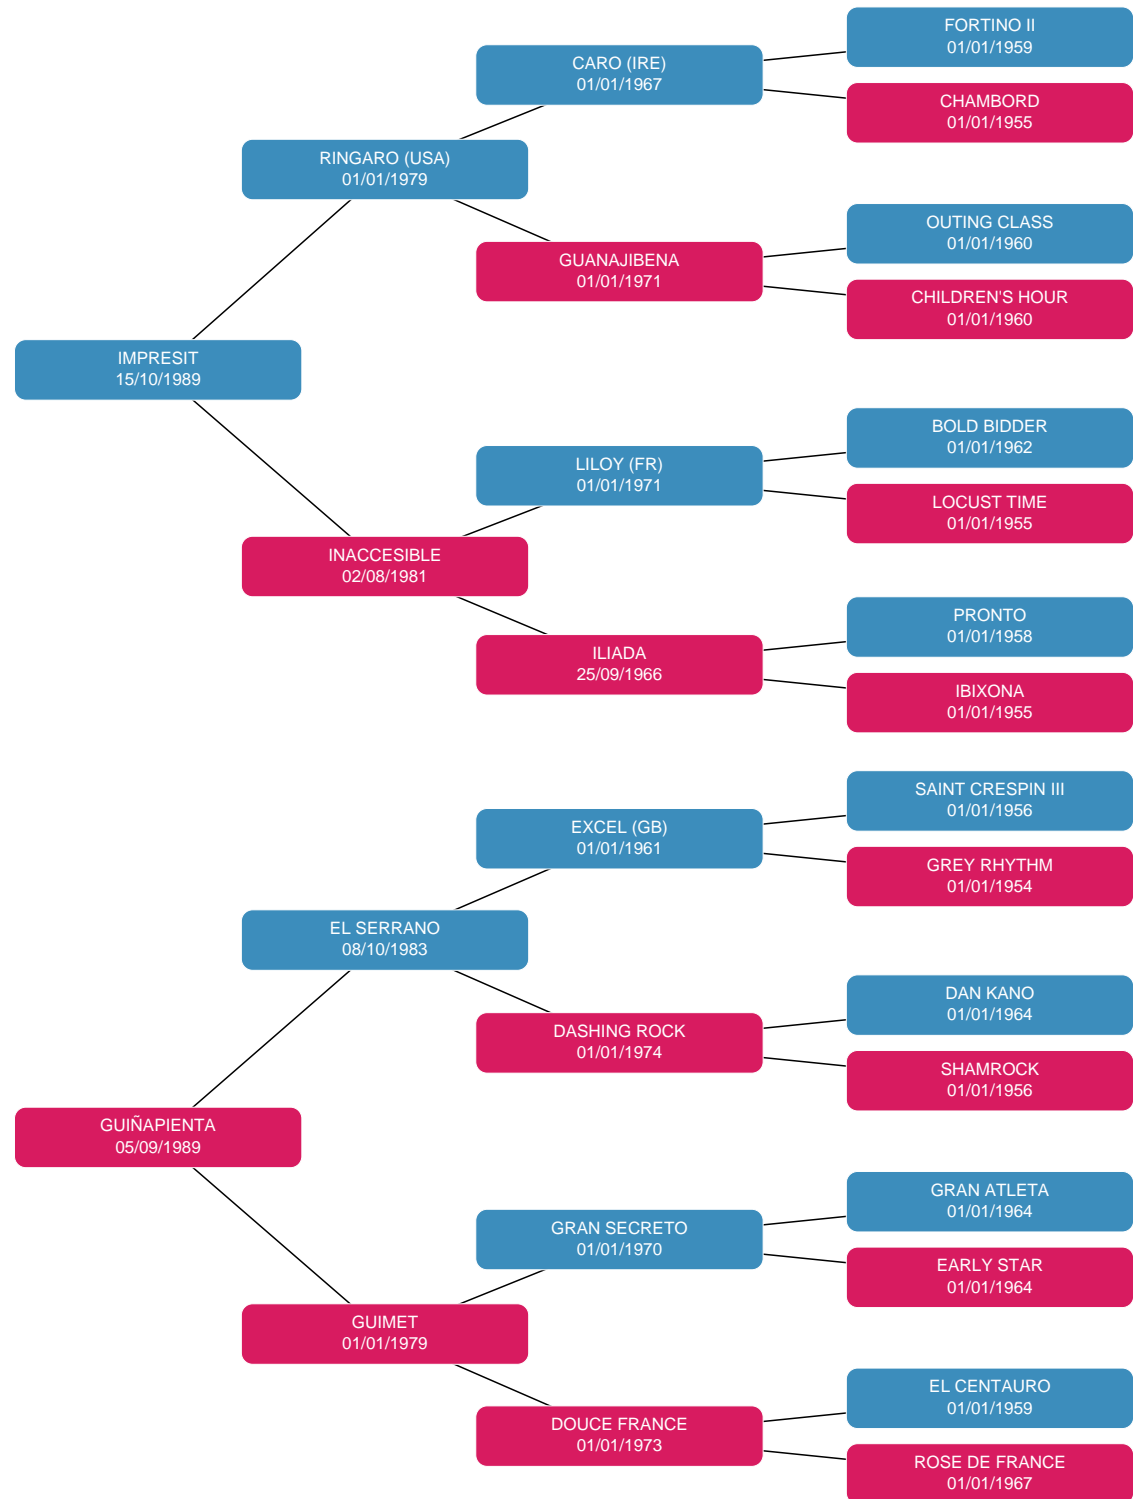 FORTINO II
01/01/1959
CARO (IRE)
01/01/1967
CHAMBORD
01/01/1955
RINGARO (USA)
01/01/1979
OUTING CLASS
01/01/1960
GUANAJIBENA
01/01/1971
CHILDREN'S HOUR
01/01/1960
IMPRESIT
15/10/1989
BOLD BIDDER
01/01/1962
LILOY (FR)
01/01/1971
LOCUST TIME
01/01/1955
INACCESIBLE
02/08/1981
PRONTO
01/01/1958
ILIADA
25/09/1966
IBIXONA
01/01/1955
SAINT CRESPIN III
01/01/1956
EXCEL (GB)
01/01/1961
GREY RHYTHM
01/01/1954
EL SERRANO
08/10/1983
DAN KANO
01/01/1964
DASHING ROCK
01/01/1974
SHAMROCK
01/01/1956
GUIÑAPIENTA
05/09/1989
GRAN ATLETA
01/01/1964
GRAN SECRETO
01/01/1970
EARLY STAR
01/01/1964
GUIMET
01/01/1979
EL CENTAURO
01/01/1959
DOUCE FRANCE
01/01/1973
ROSE DE FRANCE
01/01/1967